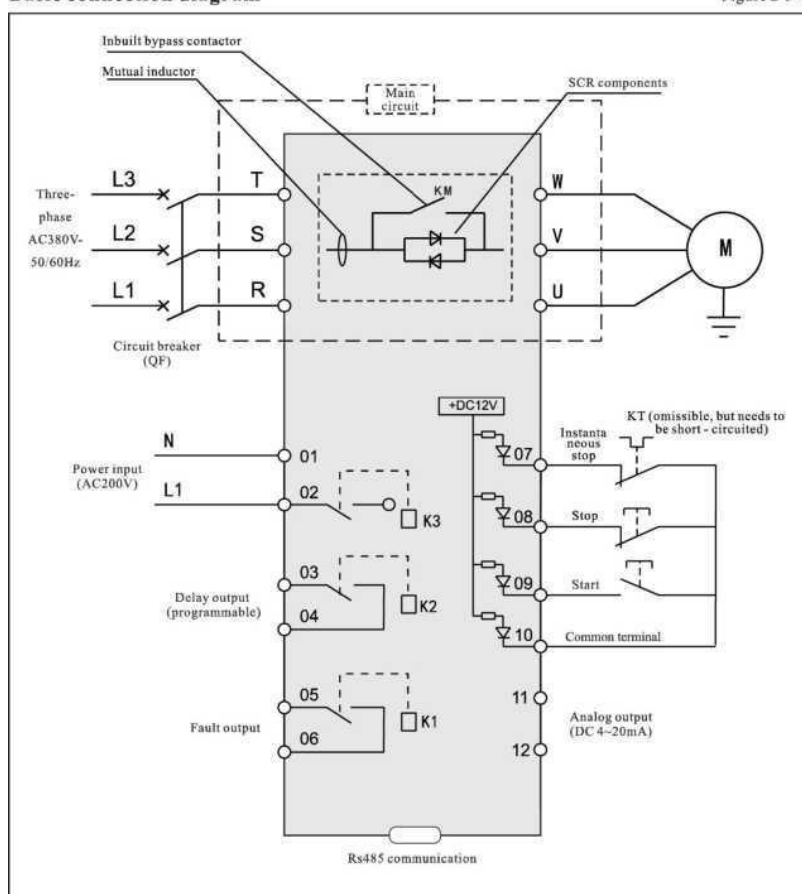 Inbuilt bypass contactor
Mutual inductor
Main
circuit
SCR components
L3
T
KM
W
Three-
phase
AC380V-
50/60Hz
L2
S
V
M
L1
R
U
Circuit breaker
(QF)
+DC12V
KT (omissible, but needs to
be short - circuited)
Instanta
neous
stop
N
01
07
Power input
(AC200V)
L1
02
K3
08
Stop
03
Delay output
(programmable)
04
K2
09
Start
10
Common terminal
05
Fault output
06
K1
11
Analog output
(DC 4~20mA)
12
Rs485 communication